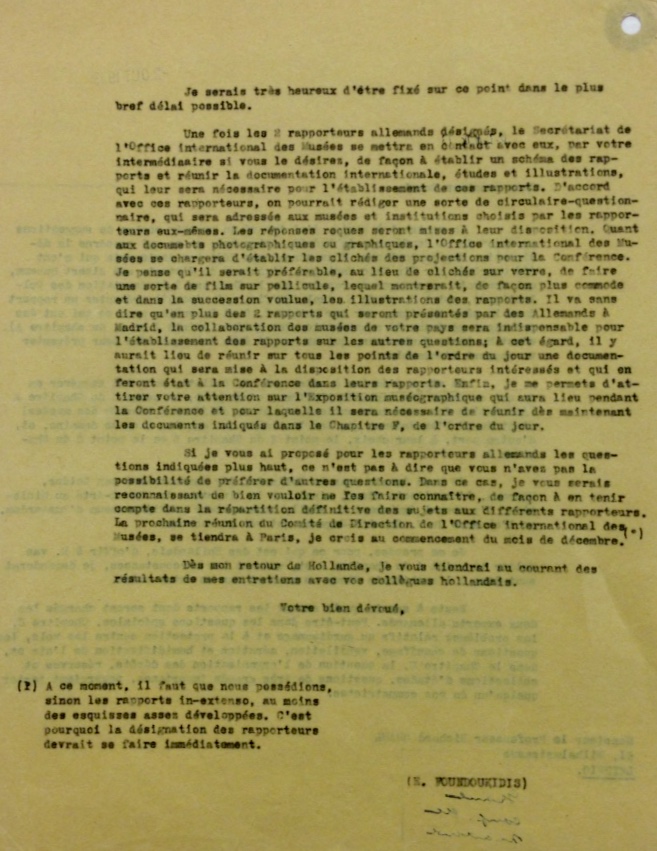 Je serais très heureux d'être fixé sur ce point dans le plus
bref délai possible.
Une fois les 2 rapporteurs allemands désignés, le Secrétariat de
l'Office international des Musées se mettra en contact avec eux, par votre
intermédiaaire si vous le désirez, de façon à établir un schéma des rap-
ports et réunir la documentation internationale, études et illustrations,
qui leur sera nécessaire pour l'établissement de ces rapports. D'accord
avec ces rapporteurs, on pourrait rédiger une sorte de circulaire-question-
naire, qui sera adressée aux musées et institutions choisis par les rappor-
teurs eux-mêmes. Les réponses reçues seront mises à leur disposition. Quant
aux documents photographiques ou graphiques, l'Office international des Mu-
sées se chargera d'établir les clichés des projections pour la Conférence.
Je pense qu'il serait préférable, au lieu de clichés sur verre, de faire
une sorte de film sur pellicule, lequel montrerait, de façon plus commode
et dans la succession voulue, les illustrations des rapports. Il va sans
dire qu'en plus des 2 rapports qui seront présentés par des Allemands à
Madrid, la collaboration des musées de votre pays sera indispensable pour
l'établissement des rapports sur les autres questions; à cet égard, il y
aurait lieu de réunir sur tous les points de l'ordre du jour une documen-
tation qui sera mise à la disposition des rapporteurs intéressés et qui en
feront état à la Conférence dans leurs rapports. Enfin, je me permets d'at-
tirer votre attention sur l'Exposition muséographique qui aura lieu pendant
la Conférence et pour laquelle il sera nécessaire de réunir dès maintenant
les documents indiqués dans le Chapitre F, de l'ordre du jour.
Si je vous ai proposé pour les rapporteurs allemands les ques-
tions indiquées plus haut, ce n'est pas à dire que vous n'avez pas la
possibilité de préférer d'autres questions. Dans ce cas, je vous serais
reconnaissant de bien vouloir me les faire connaître, de façon à en tenir
compte dans la répartition définitive des sujets aux différents rapporteurs.
La prochaine réunion du Comité de Direction de l'Office international des
Musées, se tiendra à Paris, je crois au commencement du mois de décembre.
Dès mon retour de Hollande, je vous tiendrai au courant des
résultats de mes entretiens avec vos collègues hollandais.
Votre bien dévoué,
A ce moment, il faut que nous possédions,
sinon les rapports in-extenso, au moins
des esquisses assez développées. C'est
pourquoi la désignation des rapporteurs
devrait se faire immédiatement.
(E. FOUNDOUKIDIS)